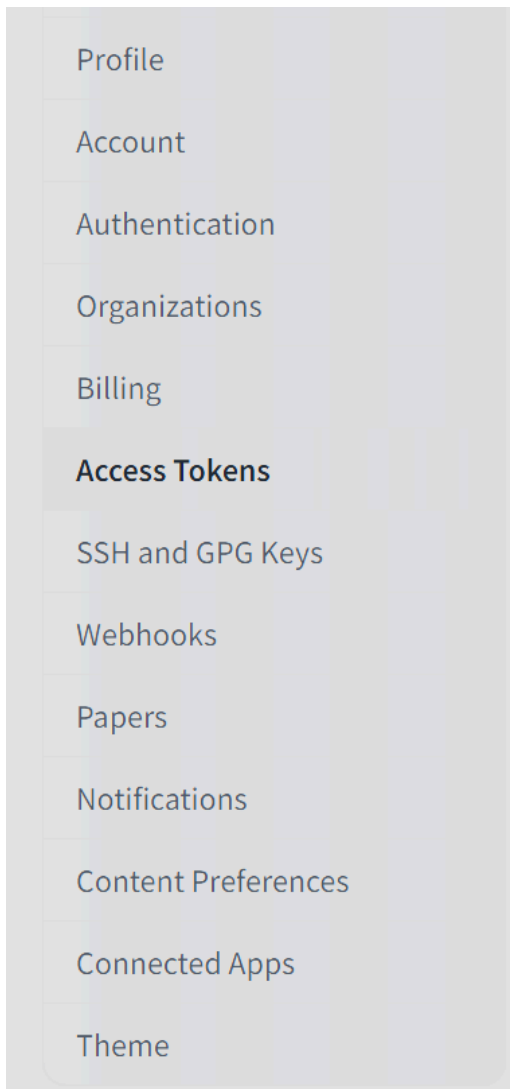 Profile
Account
Authentication
Organizations
Billing
Access Tokens
SSH and GPG Keys
Webhooks
Papers
Notifications
Content Preferences
Connected Apps
Theme